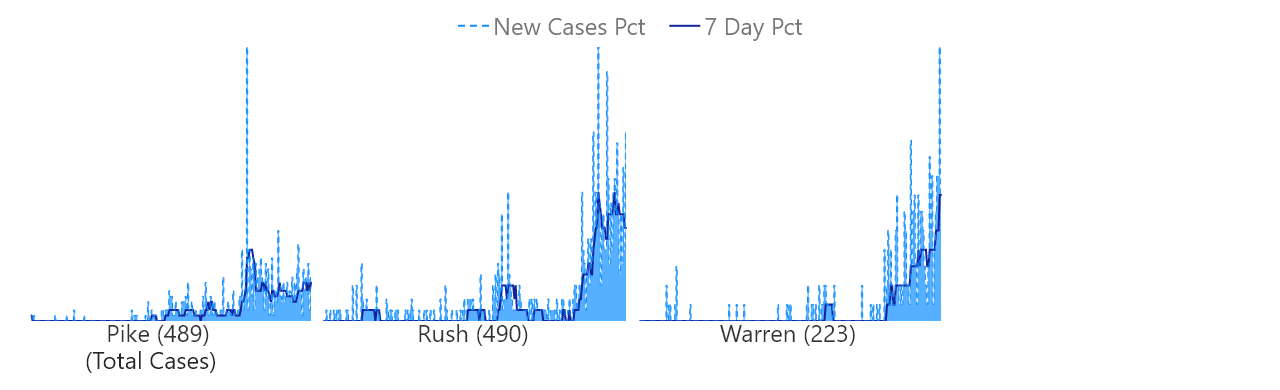 New Cases Pct 7 Day Pct
Pike (489) Rush (490) Warren (223)
(Total Cases)